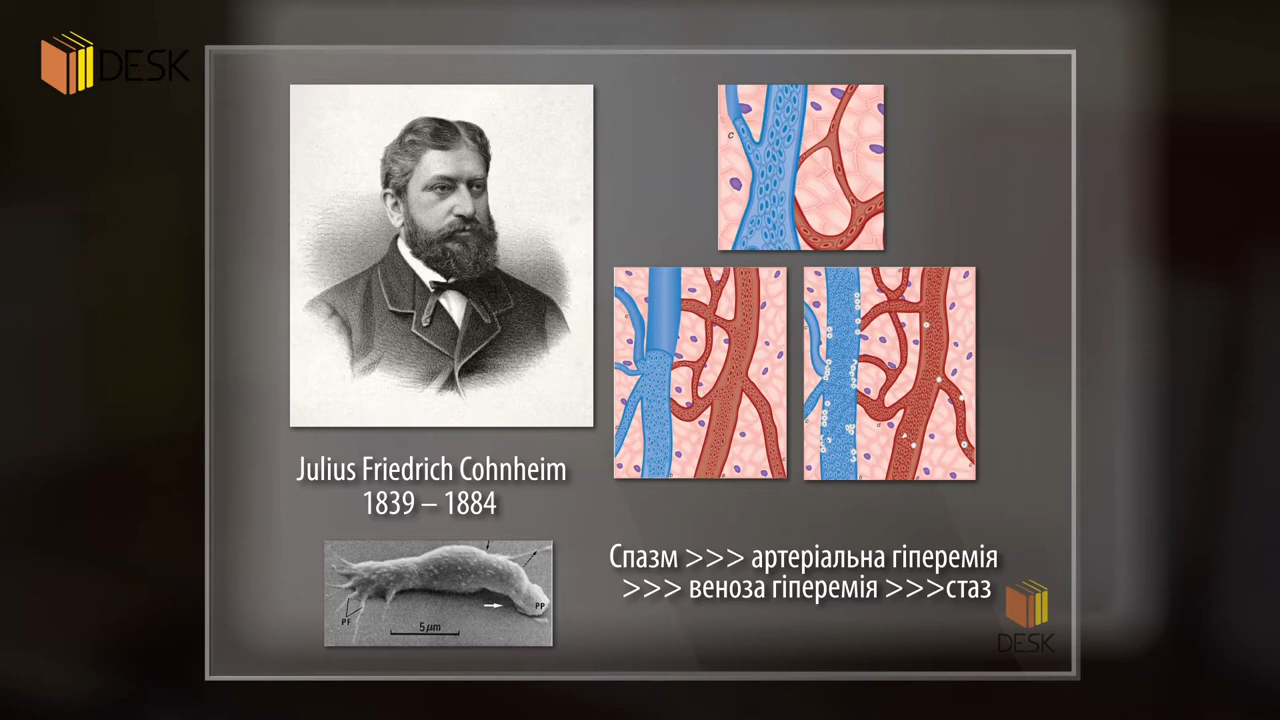 DESK
c
Julius Friedrich Cohnheim
1839 – 1884
PF
5 µm
PP
Спазм >>> артеріальна гіперемія
>>> веноза гіперемія >>>стаз
DESK